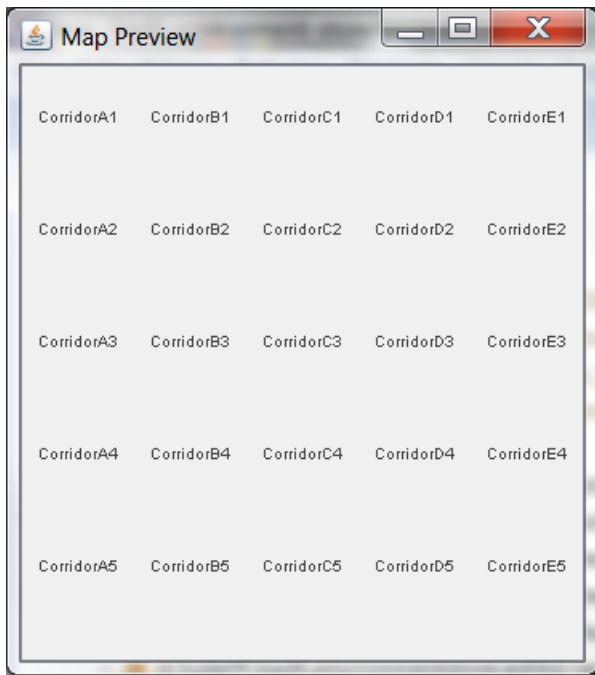 Map Preview
CorridorA1 CorridorB1 CorridorC1 CorridorD1 CorridorE1
CorridorA2 CorridorB2 CorridorC2 CorridorD2 CorridorE2
CorridorA3 CorridorB3 CorridorC3 CorridorD3 CorridorE3
CorridorA4 CorridorB4 CorridorC4 CorridorD4 CorridorE4
CorridorA5 CorridorB5 CorridorC5 CorridorD5 CorridorE5